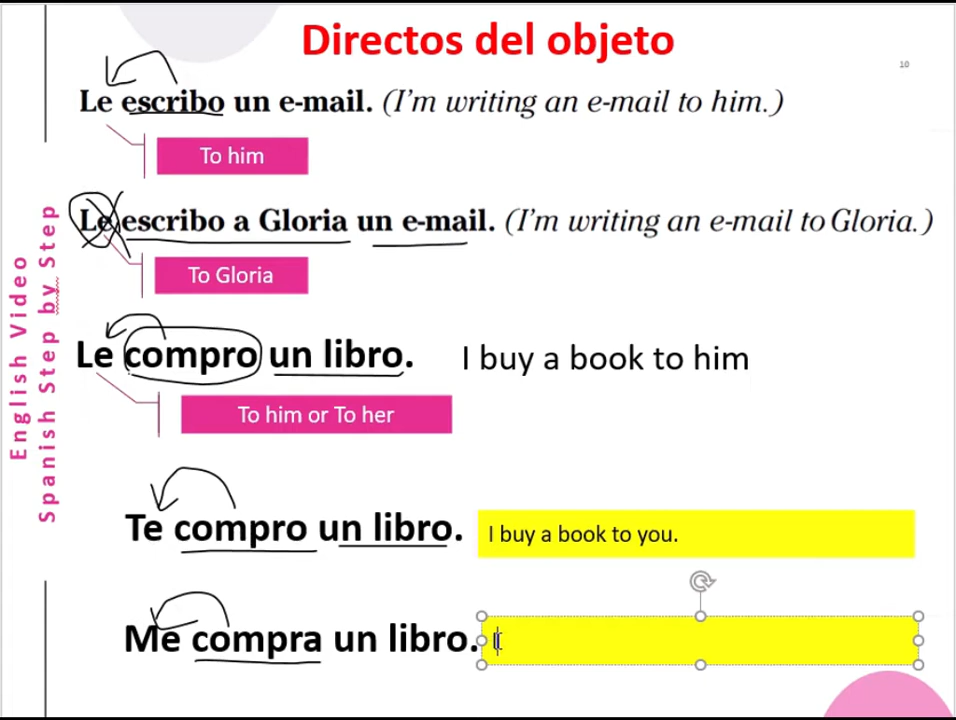 Directos del objeto
10
Le escribo un e-mail. (I'm writing an e-mail to him.)
To him
Le escribo a Gloria un e-mail. (I'm writing an e-mail to Gloria.)
To Gloria
Le compro un libro. I buy a book to him
To him or To her
Te compro un libro. I buy a book to you.
Me compra un libro.
English Video
Spanish Step by Step